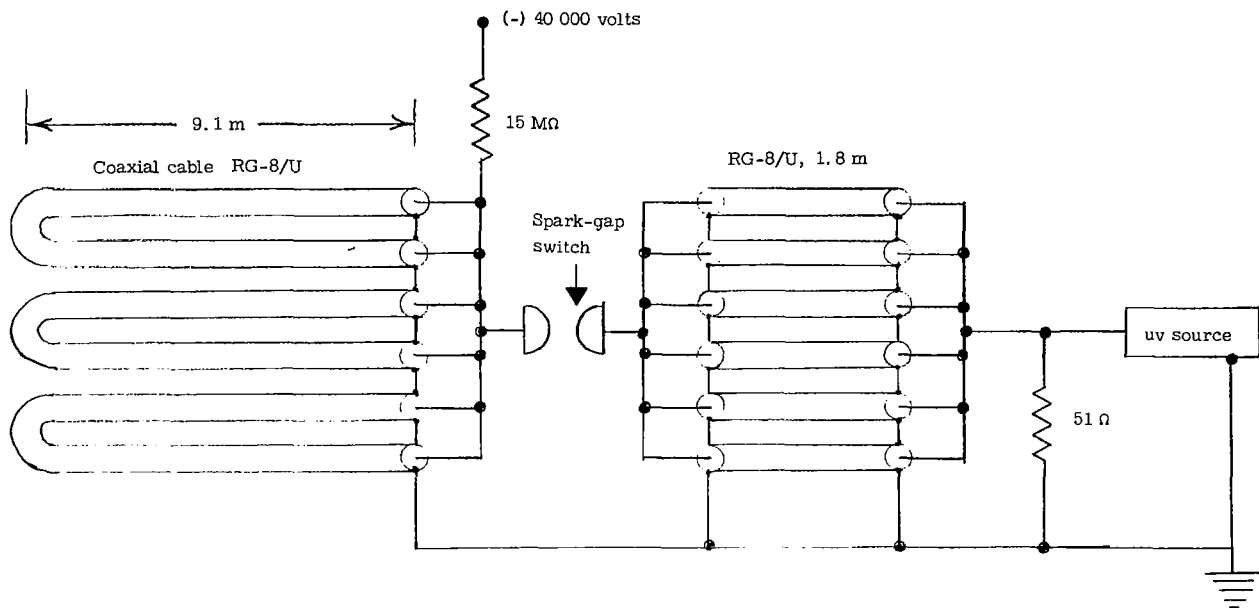 (-) 40 000 volts
9.1 m
15 MΩ
Coaxial cable RG-8/U
RG-8/U, 1.8 m
Spark-gap
switch
uv source
51 Ω